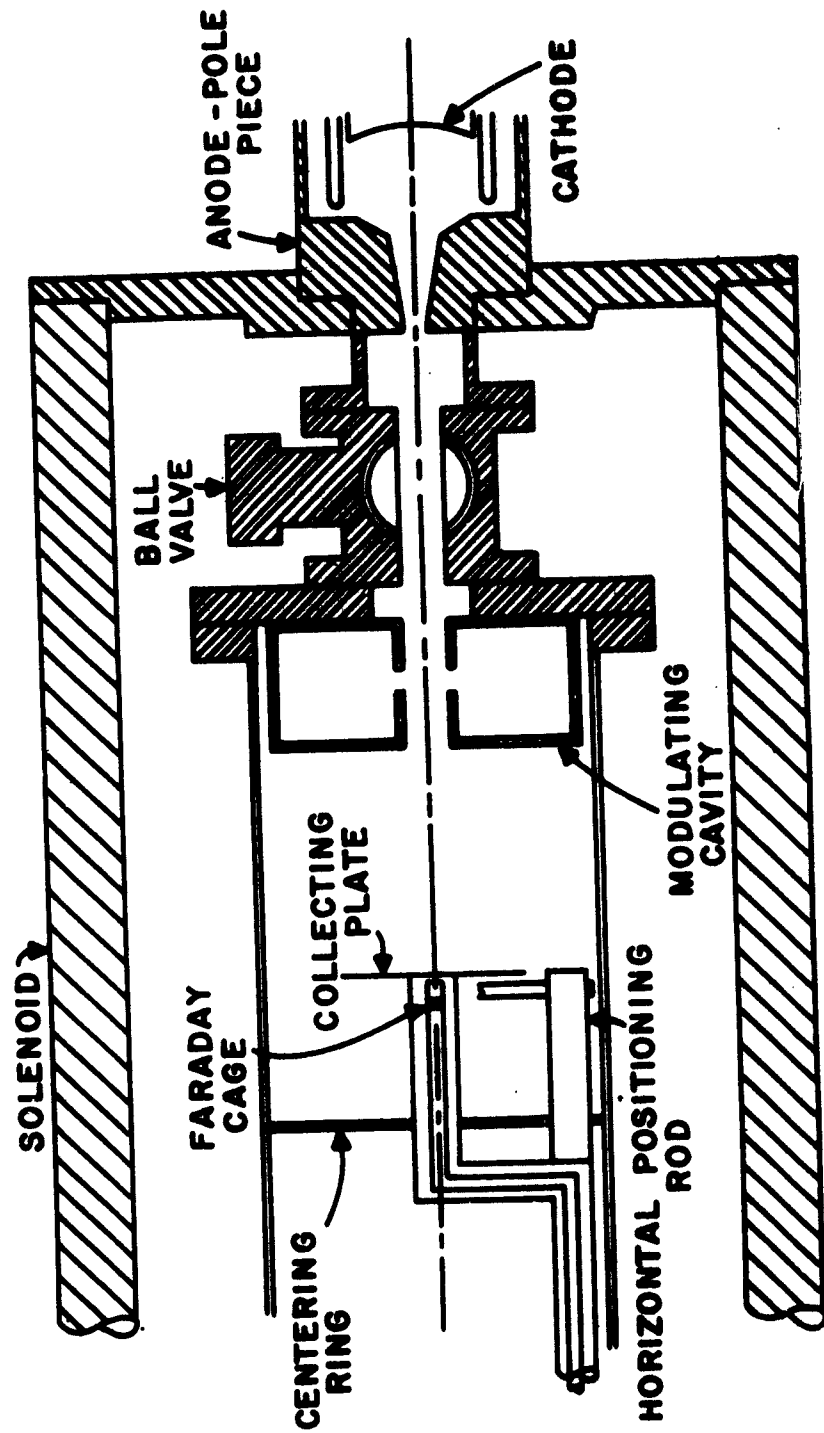 SOLENOID
BALL
VALVE
ANODE-POLE
PIECE
FARADAY
CAGE
COLLECTING
PLATE
CATHODE
CENTERING
RING
MODULATING
CAVITY
HORIZONTAL POSITIONING
ROD